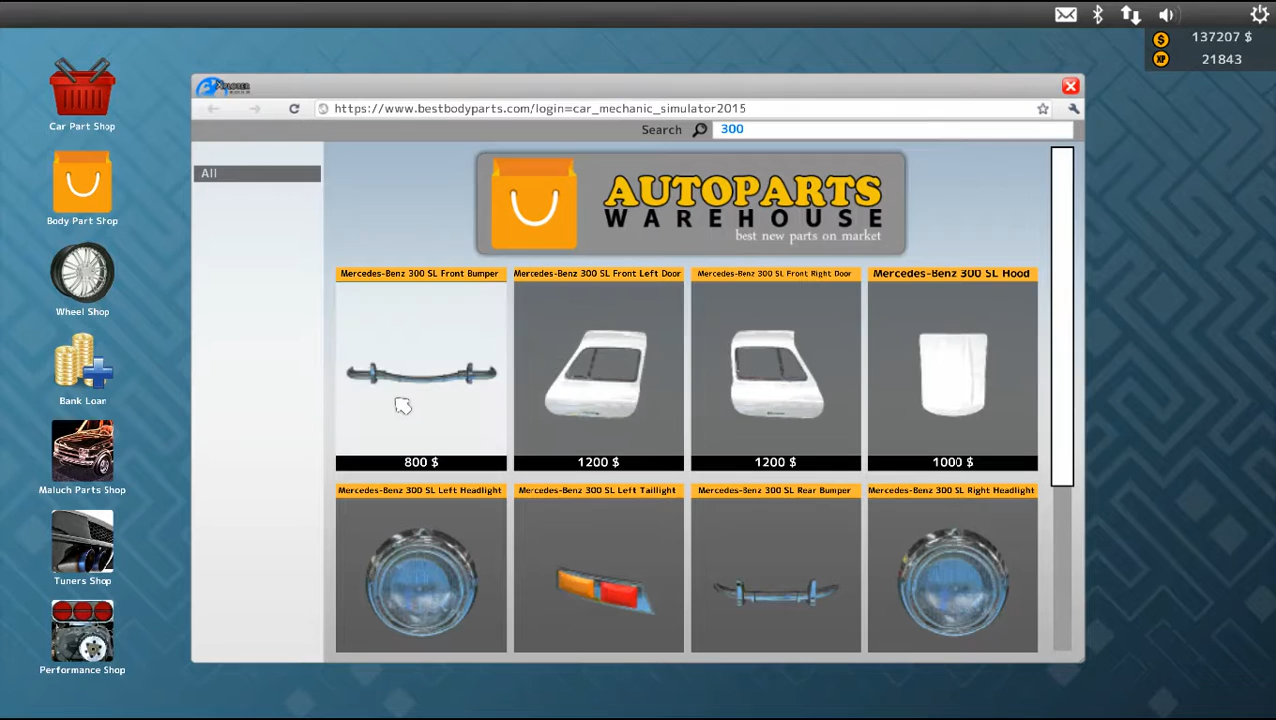 137207 $
21843
Car Part Shop
Body Part Shop
Wheel Shop
Bank Loan
Maluch Parts Shop
Tuners Shop
Performance Shop
https://www.bestbodyparts.com/login=car_mechanic_simulator2015
Search 300
All
AUTOPARTS
WAREHOUSE
best new parts on market
Mercedes-Benz 300 SL Front Bumper
Mercedes-Benz 300 SL Front Left Door
Mercedes-Benz 300 SL Front Right Door
Mercedes-Benz 300 SL Hood
800 $
1200 $
1200 $
1000 $
Mercedes-Benz 300 SL Left Headlight
Mercedes-Benz 300 SL Left Taillight
Mercedes-Benz 300 SL Rear Bumper
Mercedes-Benz 300 SL Right Headlight